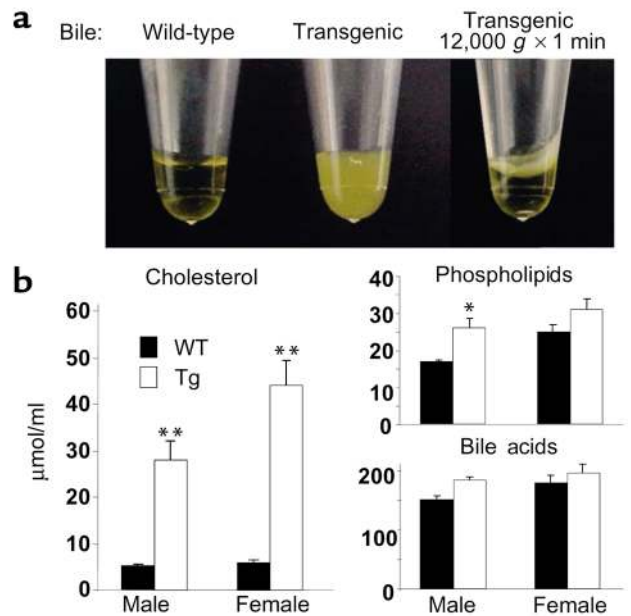 a
Bile: Wild-type Transgenic Transgenic
12,000 g × 1 min
b
Cholesterol
60
50
40
30
20
10
0
μmol/ml
WT
Tg
**
**
Male Female
Phospholipids
40
30
20
10
0
*
Bile acids
200
100
0
Male Female